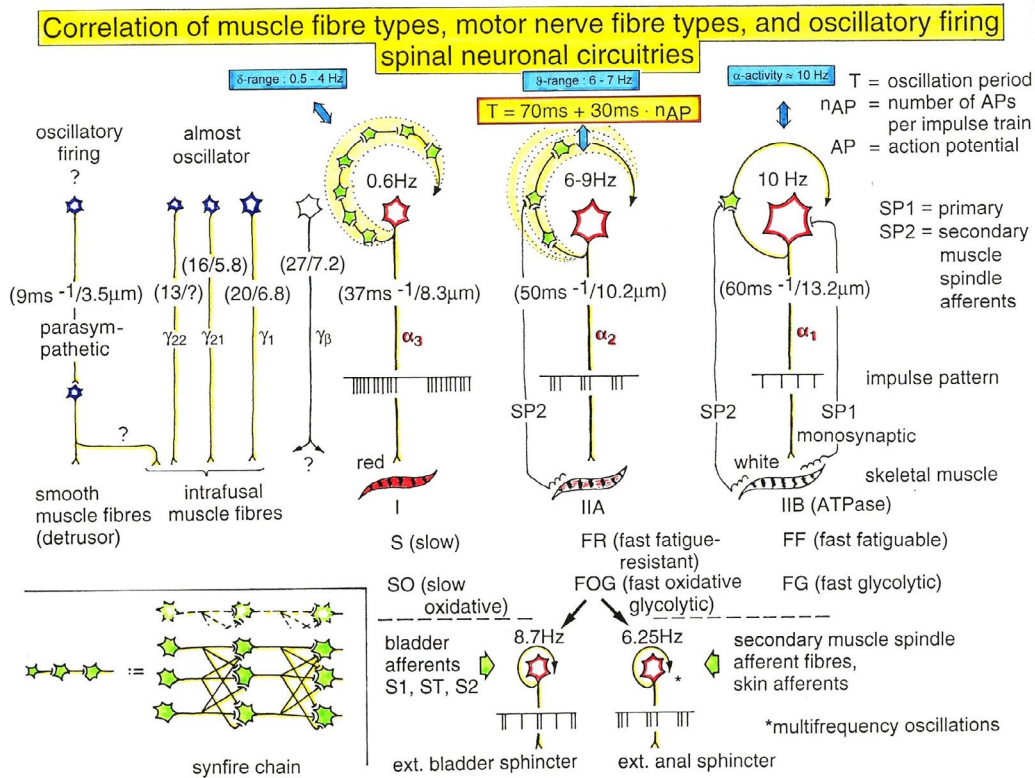 Correlation of muscle fibre types, motor nerve fibre types, and oscillatory firing
spinal neuronal circuitries
δ-range : 0.5 - 4 Hz
ϑ-range : 6 - 7 Hz
α-activity ≈ 10 Hz
T = 70ms + 30ms · nAP
T = oscillation period
nAP = number of APs
per impulse train
AP = action potential
oscillatory
firing
?
almost
oscillator
0.6Hz
6-9Hz
10 Hz
SP1 = primary
SP2 = secondary
muscle
spindle
afferents
(16/5.8)
(27/7.2)
(9ms -1/3.5µm)
(13/?)
(20/6.8)
(37ms -1/8.3µm)
(50ms -1/10.2µm)
(60ms -1/13.2µm)
parasym-
pathetic
γ22
γ21
γ1
γβ
α3
α2
α1
impulse pattern
SP2
SP2
SP1
?
?
monosynaptic
red
white
skeletal muscle
smooth
muscle fibres
(detrusor)
intrafusal
muscle fibres
I
IIA
IIB (ATPase)
S (slow)
FR (fast fatigue-
resistant)
FF (fast fatiguable)
SO (slow
oxidative)
FOG (fast oxidative
glycolytic)
FG (fast glycolytic)
8.7Hz
6.25Hz
bladder
afferents
S1, ST, S2
*
secondary muscle spindle
afferent fibres,
skin afferents
:=
*multifrequency oscillations
synfire chain
ext. bladder sphincter
ext. anal sphincter